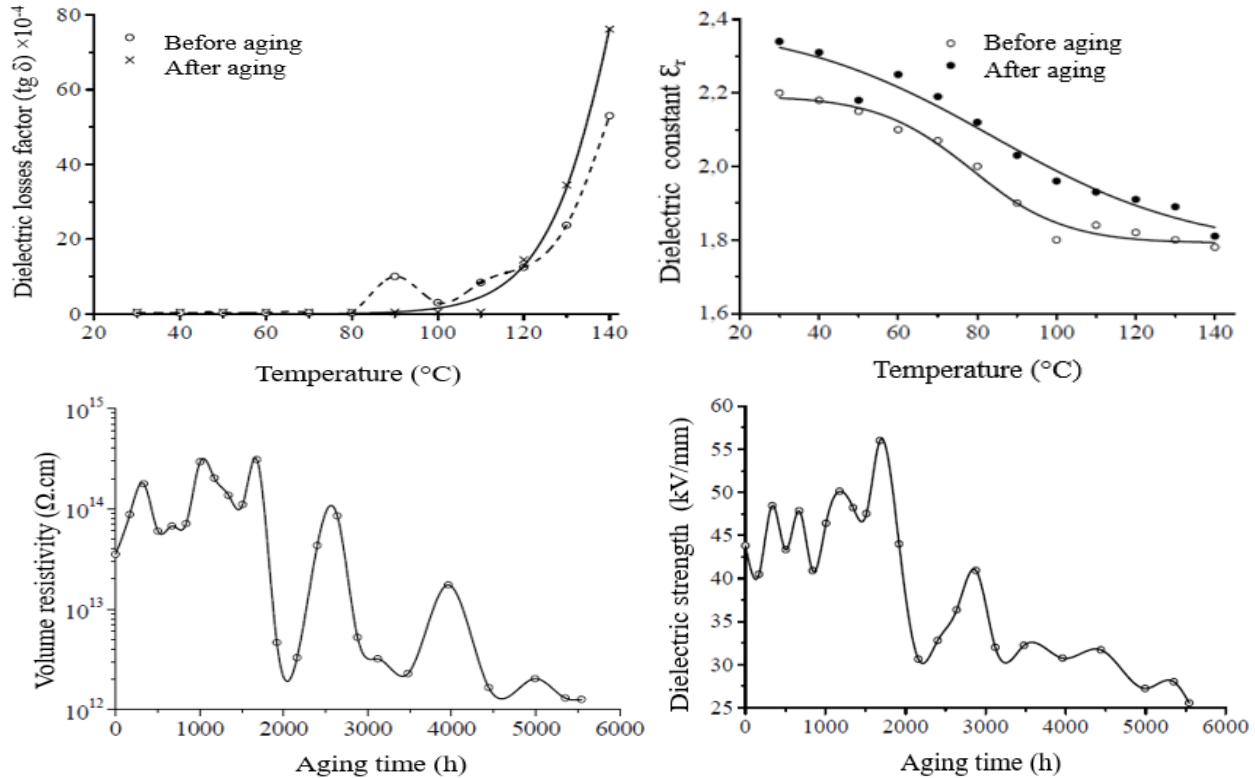 80
60
40
20
0
20 40 60 80 100 120 140
Dielectric losses factor (tg δ) ×10⁻⁴
Before aging
After aging
Temperature (°C)
2,4
2,2
2,0
1,8
1,6
20 40 60 80 100 120 140
Dielectric constant Ɛr
Before aging
After aging
Temperature (°C)
10¹⁵
10¹⁴
10¹³
10¹²
0 1000 2000 3000 4000 5000 6000
Volume resistivity (Ω.cm)
Aging time (h)
60
55
50
45
40
35
30
25
0 1000 2000 3000 4000 5000 6000
Dielectric strength (kV/mm)
Aging time (h)